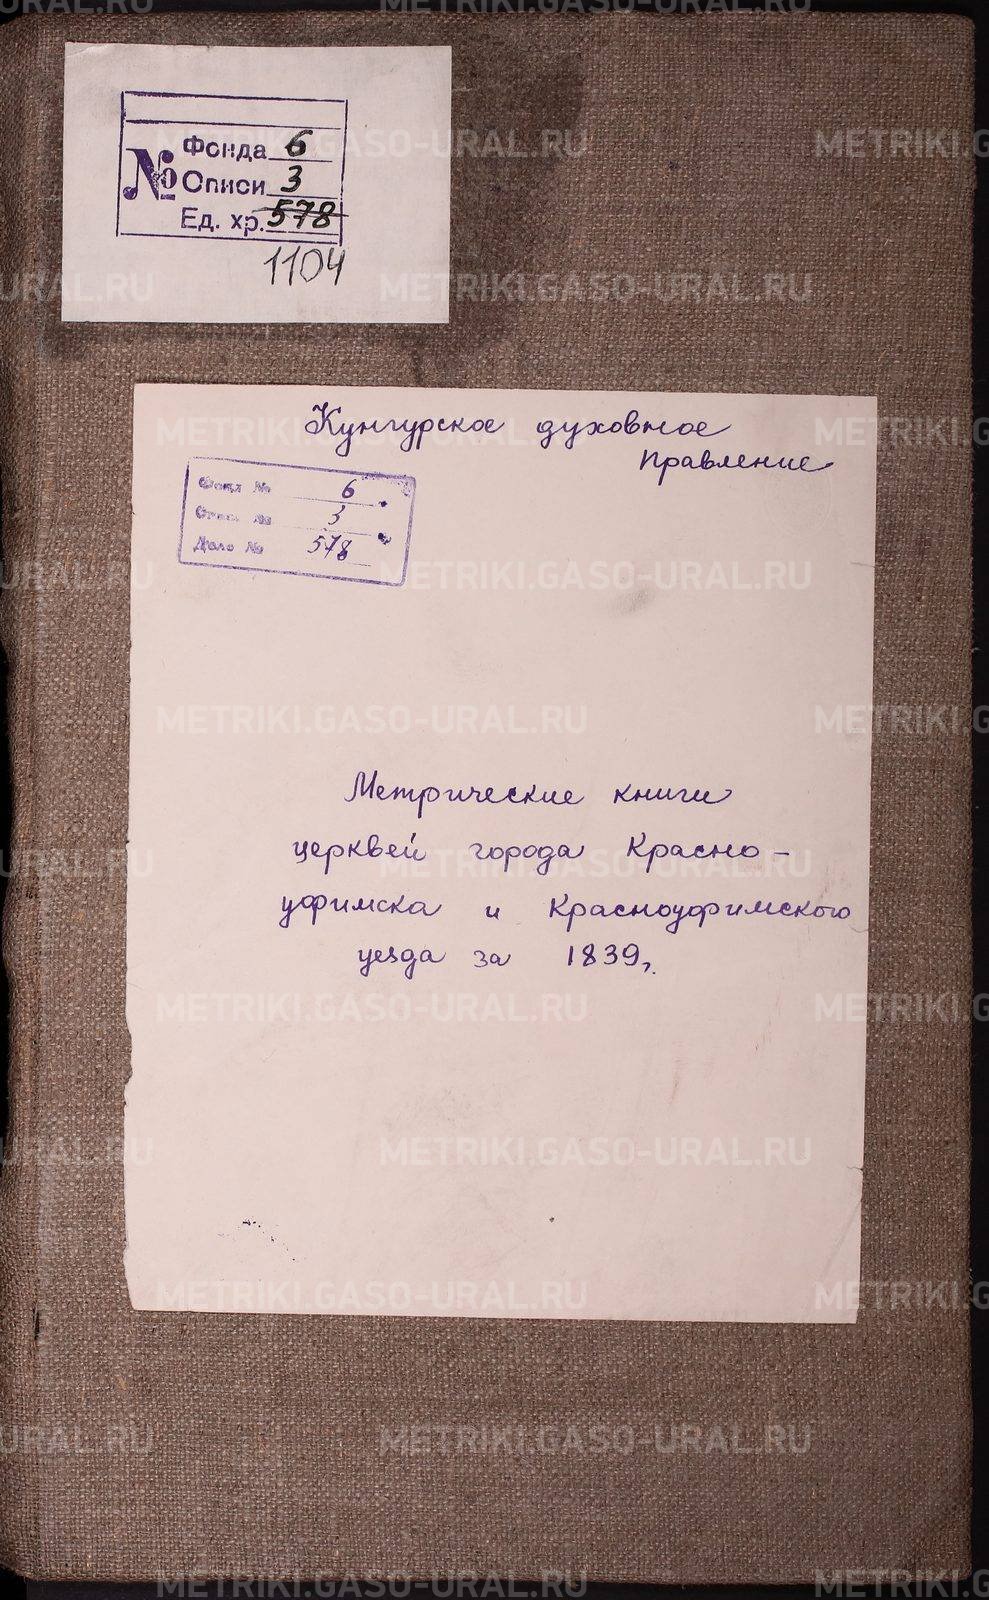 №
Фонда 6
Описи 3
Ед. хр. 578
1104
Кунгурское духовное
правление
Фонд № 6
Опись № 3
Дело № 578
Метрические книги
церквей города Красно-
уфимска и Красноуфимского
уезда за 1839г.
METRIKI.GASO-URAL.RU